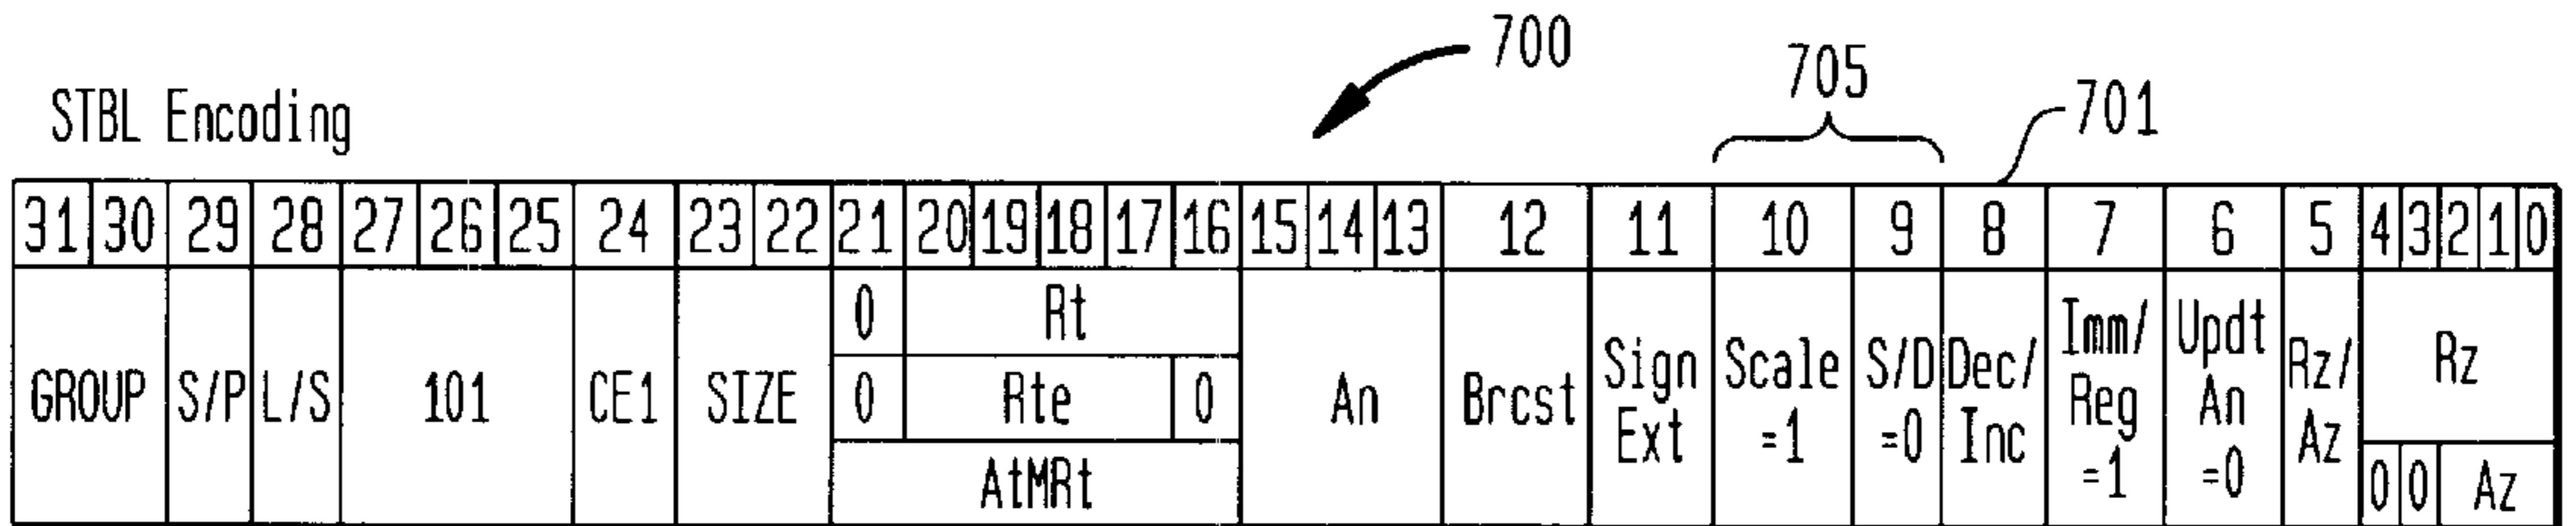 700
705
701
STBL Encoding
31 30 29 28 27 26 25 24 23 22 21 20 19 18 17 16 15 14 13 12 11 10 9 8 7 6 5 4 3 2 1 0
GROUP S/P L/S 101 CE1 SIZE
0 Rt
0 Rte 0
AtMRt
An
Brcst
Sign
Ext
Scale
=1
S/D
=0
Dec/
Inc
Imm/
Reg
=1
Updt
An
=0
Rz/
Az
Rz
0 0 Az